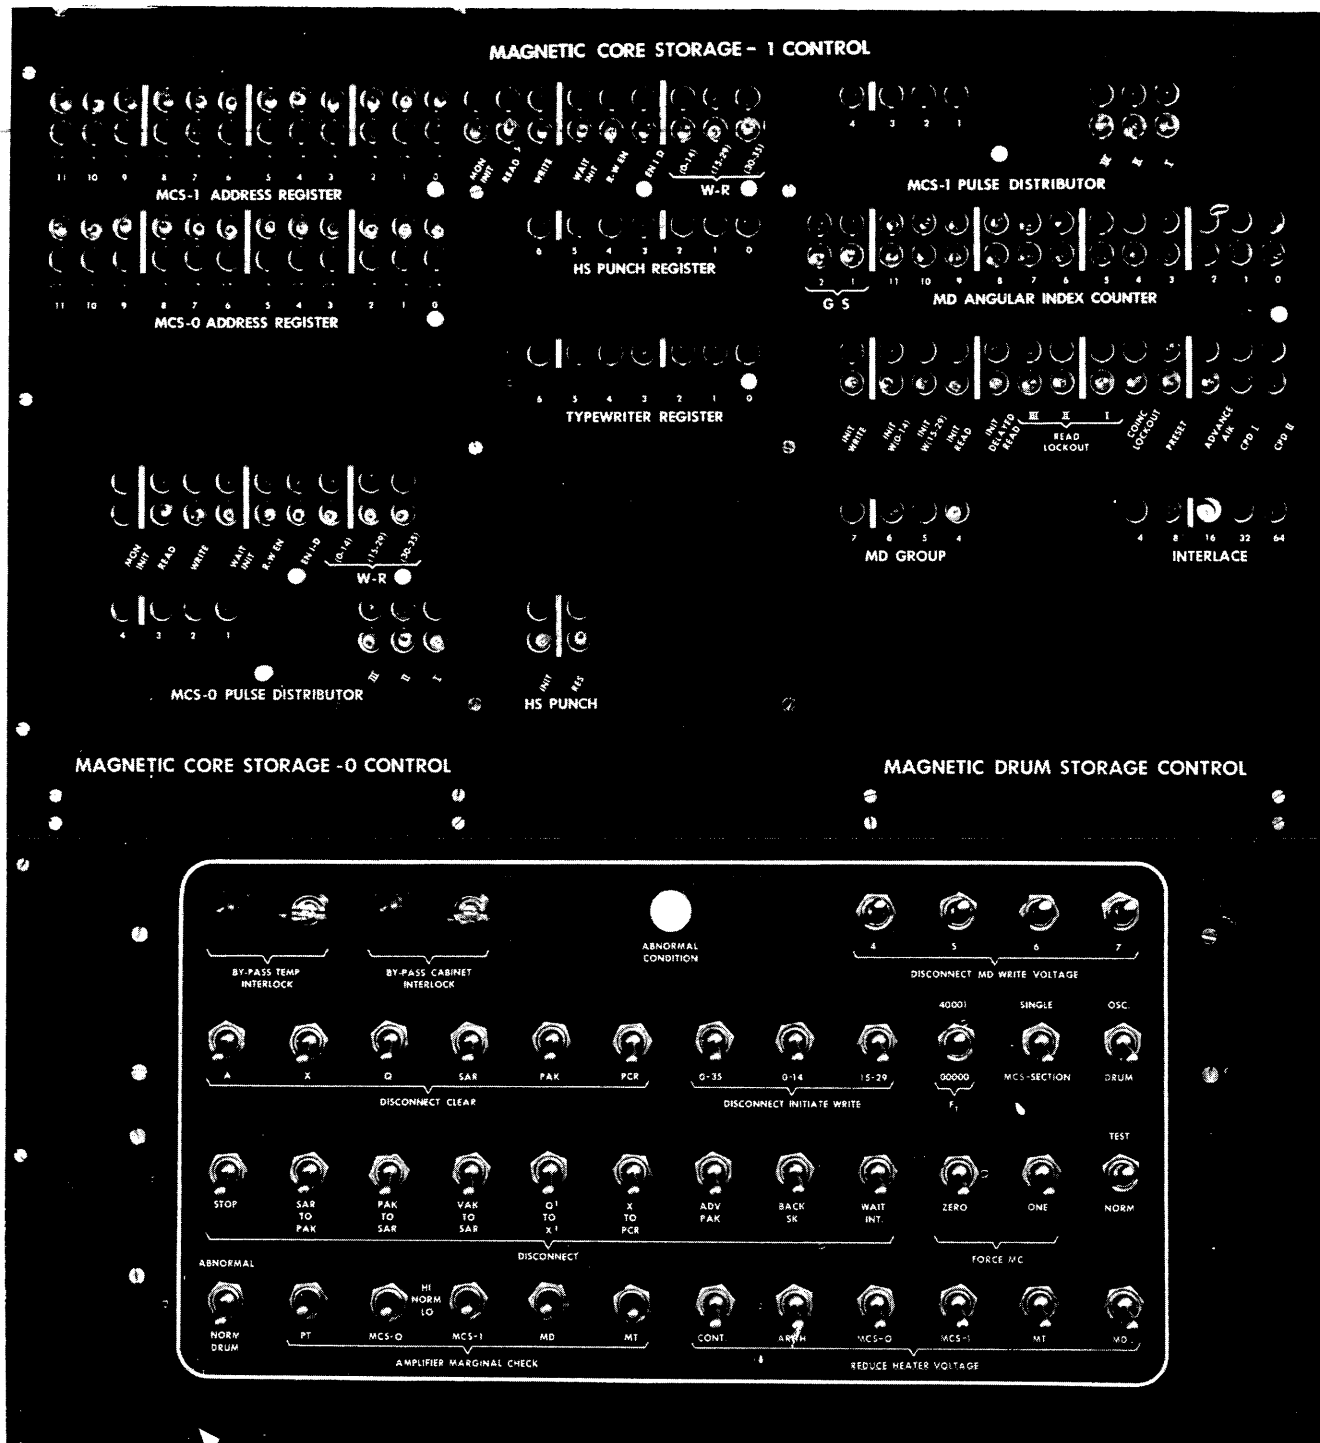 MAGNETIC CORE STORAGE - 1 CONTROL
11 10 9 8 7 6 5 4 3 2 1 0
MCS-1 ADDRESS REGISTER
MON INIT READ S WRITE WAIT INIT R-W EN EN I-D (0-14) (15-29) (30-35)
W-R
4 3 2 1
III II I
MCS-1 PULSE DISTRIBUTOR
11 10 9 8 7 6 5 4 3 2 1 0
MCS-0 ADDRESS REGISTER
6 5 4 3 2 1 0
HS PUNCH REGISTER
2 1 11 10 9 8 7 6 5 4 3 2 1 0
G S
MD ANGULAR INDEX COUNTER
6 5 4 3 2 1 0
TYPEWRITER REGISTER
INIT WRITE INIT W(0-14) INIT W(15-29) INIT READ INIT DELAYED READ III II I COINC LOCKOUT PRESET ADVANCE AIK CPD I CPD II
READ LOCKOUT
MON INIT READ WRITE WAIT INIT R-W EN EN I-D (0-14) (15-29) (30-35)
W-R
7 6 5 4
MD GROUP
4 8 16 32 64
INTERLACE
4 3 2 1
III II I
MCS-0 PULSE DISTRIBUTOR
INIT RES
HS PUNCH
MAGNETIC CORE STORAGE -0 CONTROL
MAGNETIC DRUM STORAGE CONTROL
BY-PASS TEMP
INTERLOCK
BY-PASS CABINET
INTERLOCK
ABNORMAL
CONDITION
4 5 6 7
DISCONNECT MD WRITE VOLTAGE
40001 SINGLE OSC.
A X Q SAR PAK PCR 0-35 0-14 15-29 00000 MCS-SECTION DRUM
DISCONNECT CLEAR
DISCONNECT INITIATE WRITE
F1
TEST
STOP
SAR TO PAK
PAK TO SAR
VAK TO SAR
Q¹ TO X¹
X TO PCR
ADV PAK
BACK SK
WAIT INT.
ZERO ONE NORM
DISCONNECT
FORCE MC
ABNORMAL
HI
NORM
LO
NORM
DRUM
PT MCS-0 MCS-1 MD MT CONT. ARITH MCS-0 MCS-1 MT MD
AMPLIFIER MARGINAL CHECK
REDUCE HEATER VOLTAGE